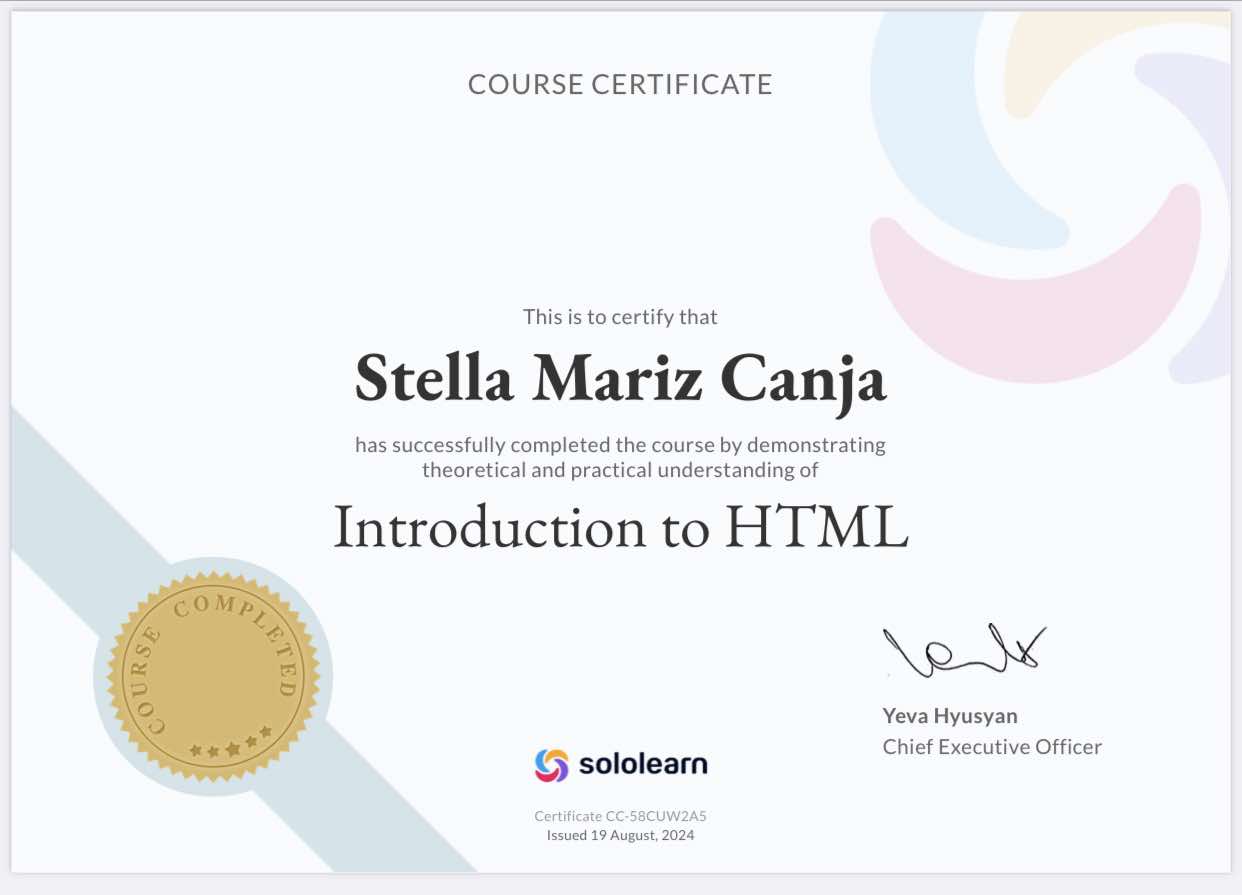 COURSE CERTIFICATE
This is to certify that
Stella Mariz Canja
has successfully completed the course by demonstrating
theoretical and practical understanding of
Introduction to HTML
COURSE COMPLETED
Yeva Hyusyan
Chief Executive Officer
sololearn
Certificate CC-58CUW2A5
Issued 19 August, 2024